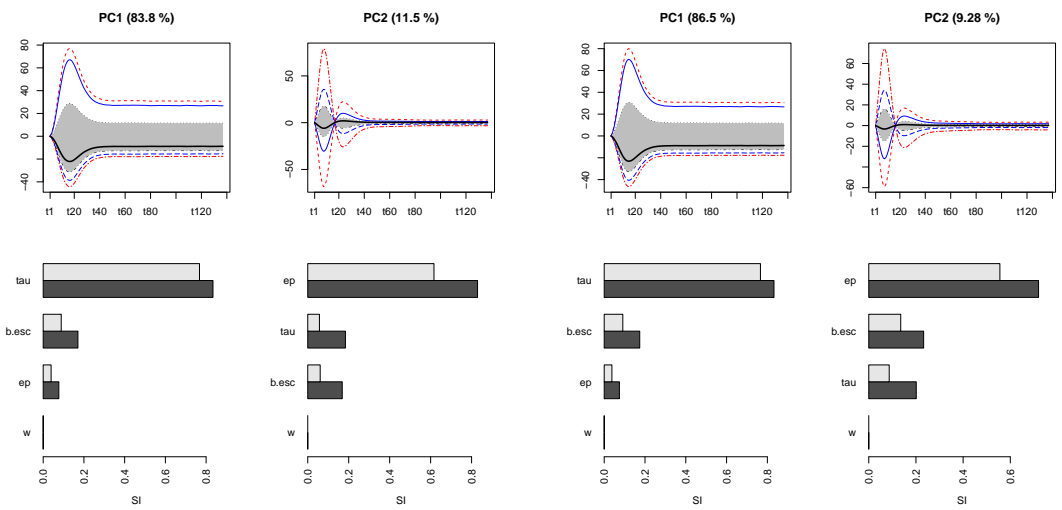 PC1 (83.8 %)
PC2 (11.5 %)
PC1 (86.5 %)
PC2 (9.28 %)
80
60
40
20
0
−20
−40
t1 t20 t40 t60 t80 t120
50
0
−50
t1 t20 t40 t60 t80 t120
80
60
40
20
0
−20
−40
t1 t20 t40 t60 t80 t120
60
40
20
0
−20
−60
t1 t20 t40 t60 t80 t120
tau
b.esc
ep
w
0.0 0.2 0.4 0.6 0.8
SI
ep
tau
b.esc
w
0.0 0.2 0.4 0.6 0.8
SI
tau
b.esc
ep
w
0.0 0.2 0.4 0.6 0.8
SI
ep
b.esc
tau
w
0.0 0.2 0.4 0.6
SI